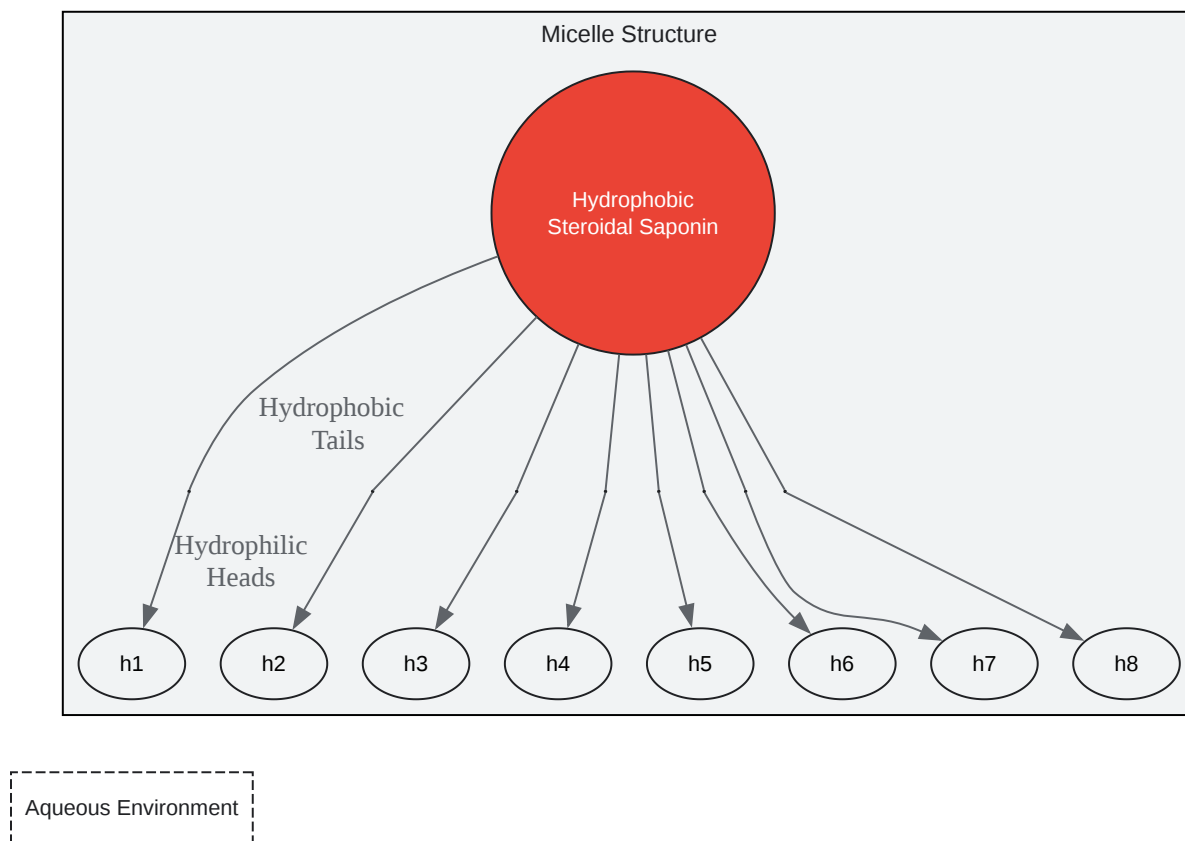 Micelle Structure
Hydrophobic
Steroidal Saponin
Hydrophobic
Tails
Hydrophilic
Heads
h1
h2
h3
h4
h5
h6
h7
h8
Aqueous Environment